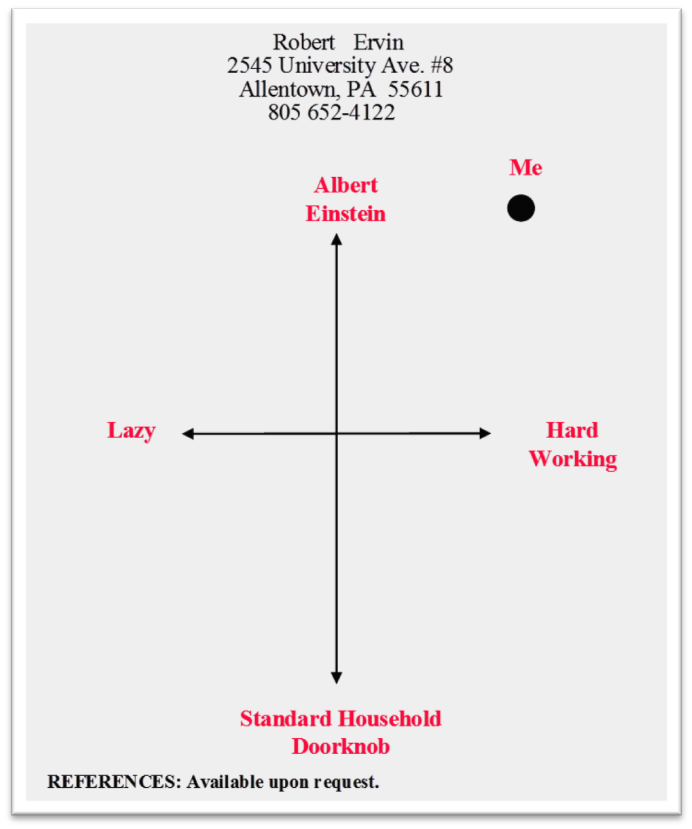 Robert Ervin
2545 University Ave. #8
Allentown, PA 55611
805 652-4122
Me
Albert
Einstein
Lazy
Hard
Working
Standard Household
Doorknob
REFERENCES: Available upon request.